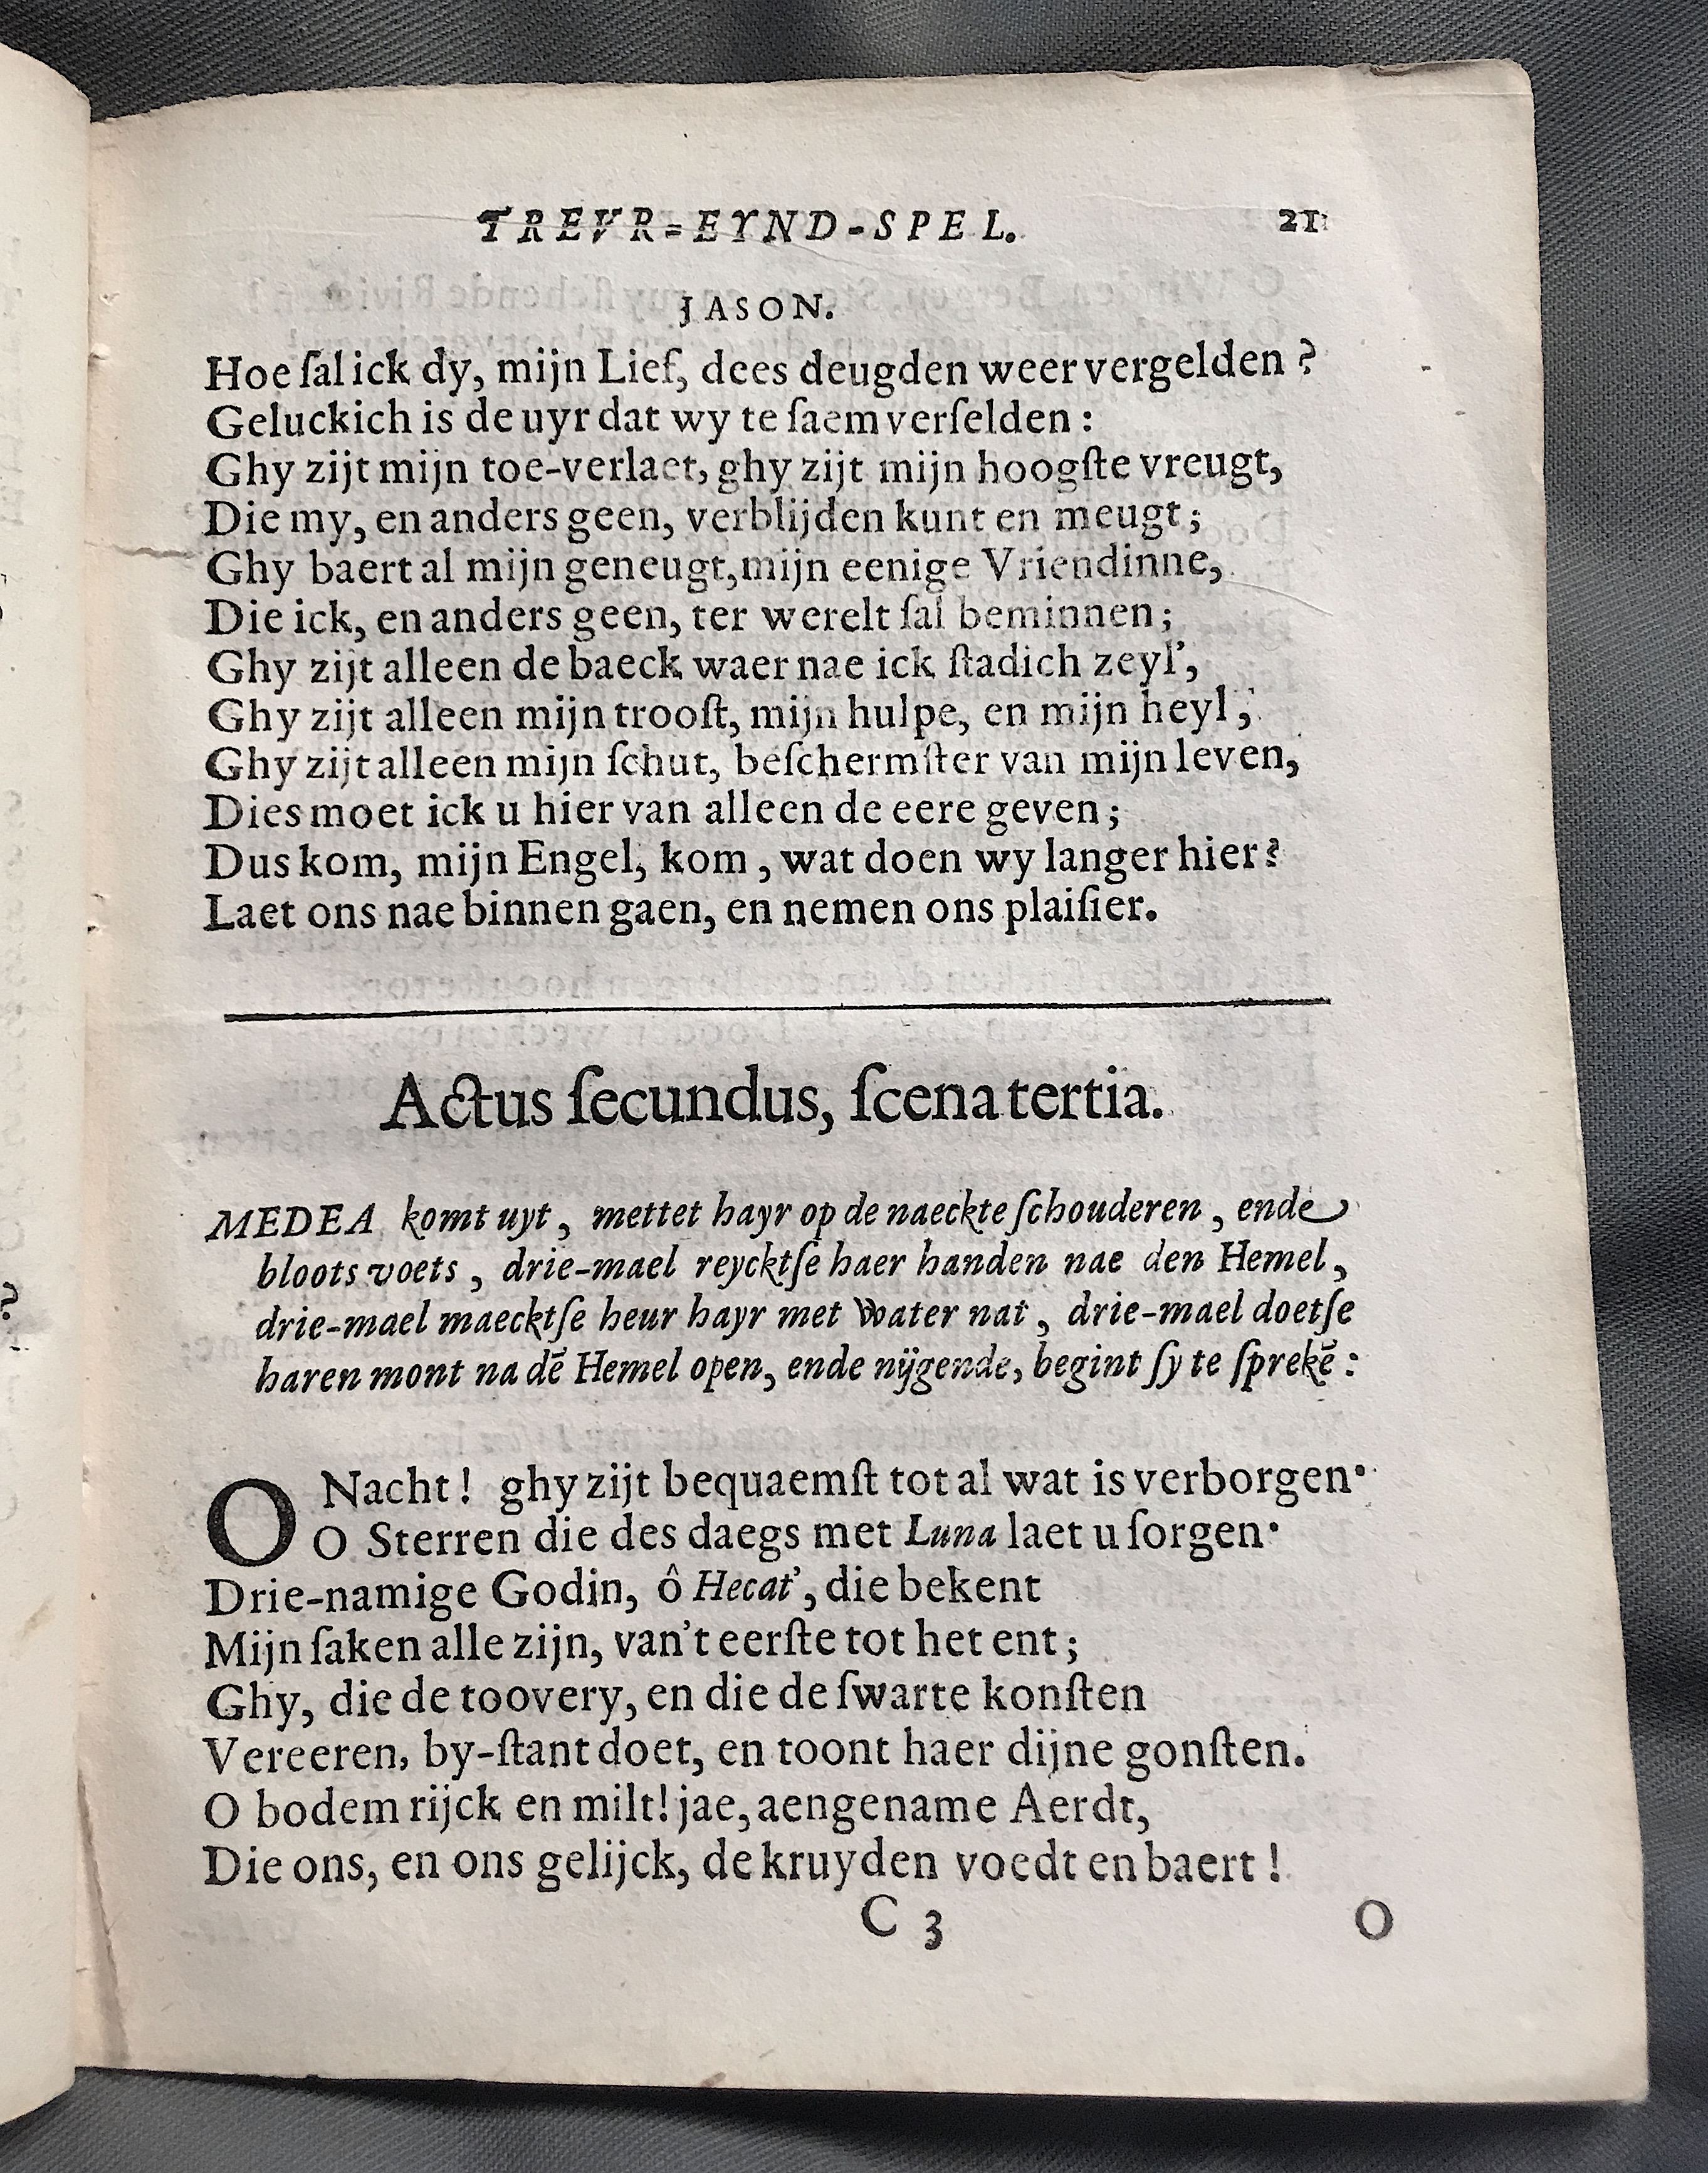 TREVR-EYND-SPEL. 21
JASON.
Hoe ſal ick dy, mijn Lief, dees deugden weer vergelden ?
Geluckich is de uyr dat wy te ſaem verſelden :
Ghy zijt mijn toe-verlaet, ghy zijt mijn hoogſte vreugt,
Die my, en anders geen, verblijden kunt en meugt ;
Ghy baert al mijn geneugt, mijn eenige Vriendinne,
Die ick, en anders geen, ter werelt ſal beminnen ;
Ghy zijt alleen de baeck waer nae ick ſtadich zeyl',
Ghy zijt alleen mijn trooſt, mijn hulpe, en mijn heyl ;
Ghy zijt alleen mijn ſchut, beſchermſter van mijn leven,
Dies moet ick u hier van alleen de eere geven ;
Dus kom, mijn Engel, kom , wat doen wy langer hier ?
Laet ons nae binnen gaen, en nemen ons plaiſier.
Actus ſecundus, ſcena tertia.
MEDEA komt uyt , mettet hayr op de naeckte ſchouderen , ende
bloots voets , drie-mael reycktſe haer handen nae den Hemel ,
drie-mael maecktſe heur hayr met Water nat , drie-mael doetſe
haren mont na dē Hemel open, ende nijgende, begint ſy te ſprekē :
O Nacht ! ghy zijt bequaemſt tot al wat is verborgen·
O Sterren die des daegs met Luna laet u ſorgen·
Drie-namige Godin, ô Hecat', die bekent
Mijn ſaken alle zijn, van't eerſte tot het ent ;
Ghy, die de toovery, en die de ſwarte konſten
Vereeren, by-ſtant doet, en toont haer dijne gonſten.
O bodem rijck en milt! jae, aengename Aerdt,
Die ons, en ons gelijck, de kruyden voedt en baert !
C 3 O